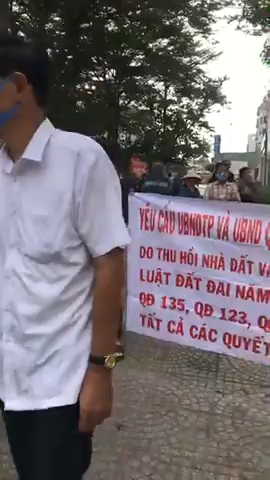 YÊU CẦU UBNDTP VÀ UBND
DO THU HỒI NHÀ ĐẤT VÀ
LUẬT ĐẤT ĐAI NĂM
QĐ 135, QĐ 123,
TẤT CẢ CÁC QUYẾT